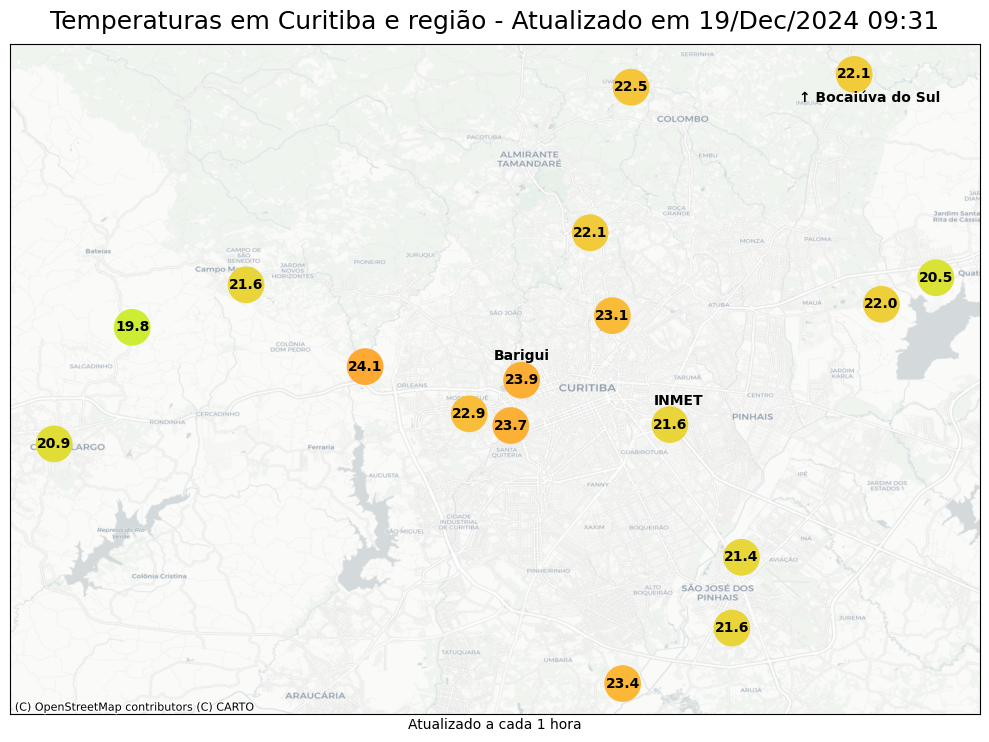 Temperaturas em Curitiba e região - Atualizado em 19/Dec/2024 09:31
SERRINHA
22.1
22.5
↑ Bocaiúva do Sul
COLOMBO
PACOTUBA
ALMIRANTE
TAMANDARÉ
EMBU
ROÇA
GRANDE
Jardim Santa
Rita de Cássia
22.1
MONZA
PALOMA
Bateias
CAMPO DE
SÃO
BENEDITO
JURUQUI
PIONEIRO
JARDIM
NOVOS
HORIZONTES
Campo M
21.6
20.5
Quat
22.0
MAUÁ
ATUBA
SÃO JOÃO
23.1
19.8
COLÔNIA
DOM PEDRO
Barigui
SALGADINHO
24.1
23.9
TARUMÃ
JARDIM
KARLA
ORLEANS
CURITIBA
CENTRO
INMET
22.9
CERCADINHO
RONDINHA
23.7
21.6
PINHAIS
20.9
LARGO
Ferraria
SANTA
QUITÉRIA
GUABIROTUBA
AUGUSTA
IPÊ
FANNY
JARDIM DOS
ESTADOS I
CIDADE
INDUSTRIAL
DE CURITIBA
SÃO MIGUEL
XAXIM
BOQUEIRÃO
Represa do Rio
Verde
INÁ
21.4
AVIAÇÃO
PINHEIRINHO
Colônia Cristina
ALTO
BOQUEIRÃO
SÃO JOSÉ DOS
PINHAIS
JUREMA
21.6
TATUQUARA
UMBARÁ
23.4
ARUJÁ
ARAUCÁRIA
(C) OpenStreetMap contributors (C) CARTO
Atualizado a cada 1 hora